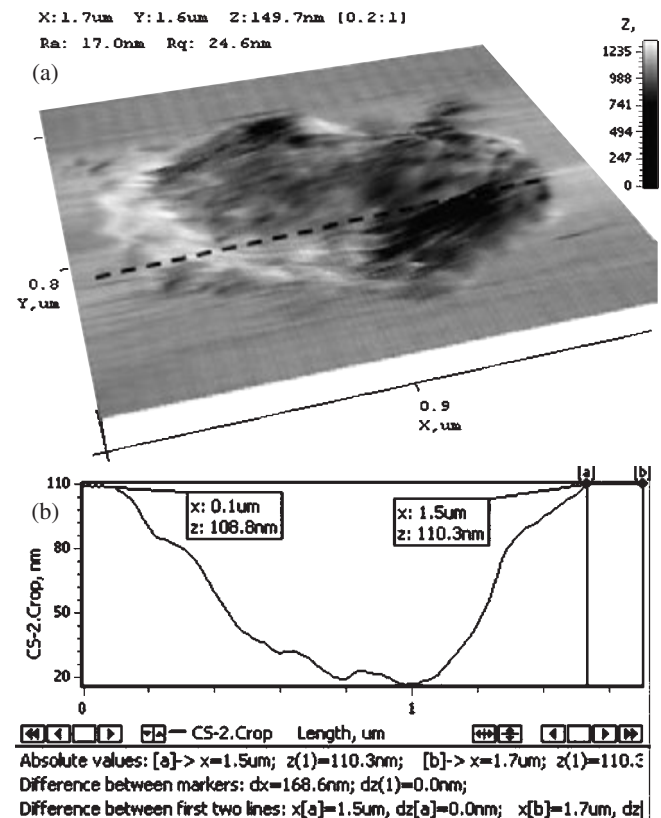 X:1.7um Y:1.6um Z:149.7nm [0.2:1]
Ra: 17.0nm Rq: 24.6nm
(a)
Z,
1235
988
741
494
247
0
0.8
Y,um
0.9
X,um
(b)
[a] [b]
110
80
50
20
CS-2.Crop, nm
x: 0.1um
z: 108.8nm
x: 1.5um
z: 110.3nm
0 1
CS-2.Crop Length, um
Absolute values: [a]-> x=1.5um; z(1)=110.3nm; [b]-> x=1.7um; z(1)=110.3
Difference between markers: dx=168.6nm; dz(1)=0.0nm;
Difference between first two lines: x[a]=1.5um, dz[a]=0.0nm; x[b]=1.7um, dz